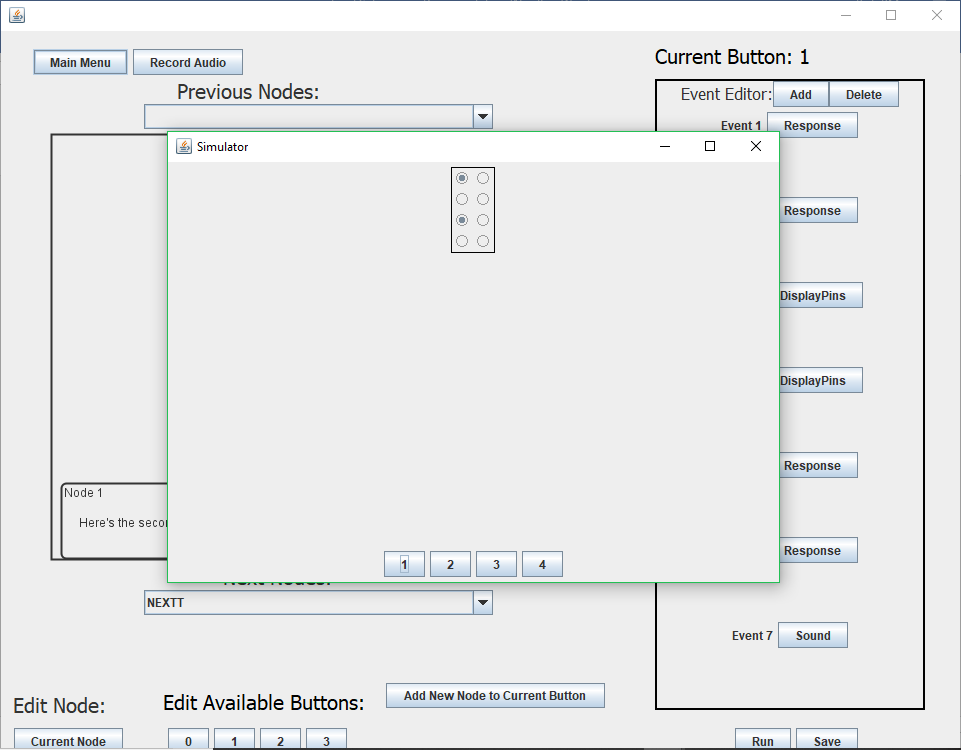 Main Menu
Record Audio
Current Button: 1
Previous Nodes:
Event Editor:
Add
Delete
Event 1
Response
Simulator
Response
DisplayPins
DisplayPins
Node 1
Response
Here's the secon
Response
1
2
3
4
Next Nodes:
NEXTT
Event 7
Sound
Edit Node:
Edit Available Buttons:
Add New Node to Current Button
Current Node
0
1
2
3
Run
Save